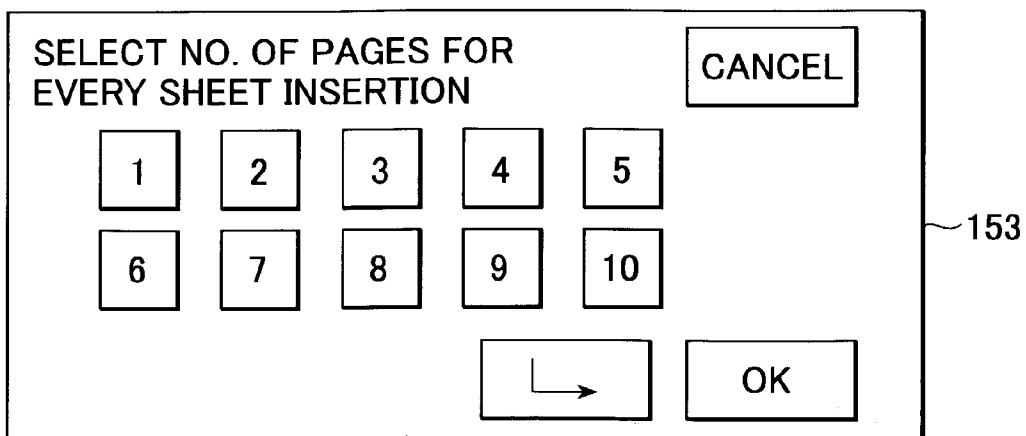 SELECT NO. OF PAGES FOR
EVERY SHEET INSERTION
CANCEL
1 2 3 4 5
6 7 8 9 10
153
OK